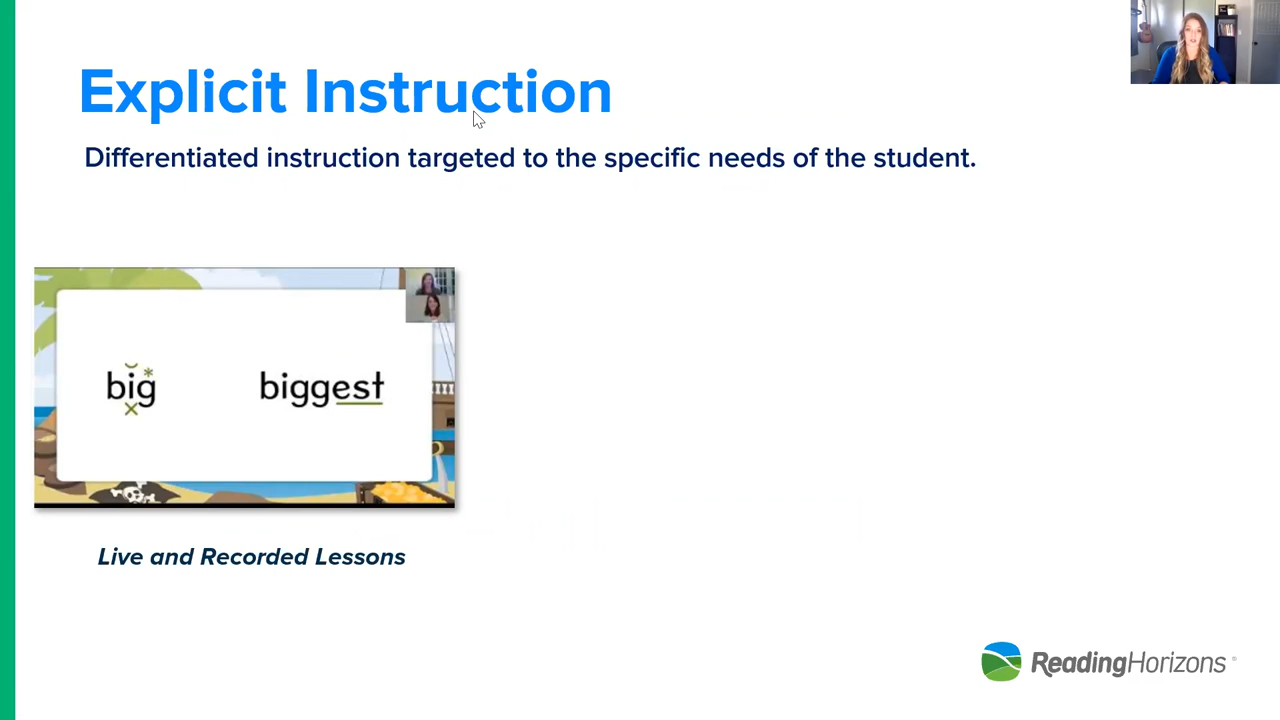 Explicit Instruction
Differentiated instruction targeted to the specific needs of the student.
big biggest
Live and Recorded Lessons
ReadingHorizons